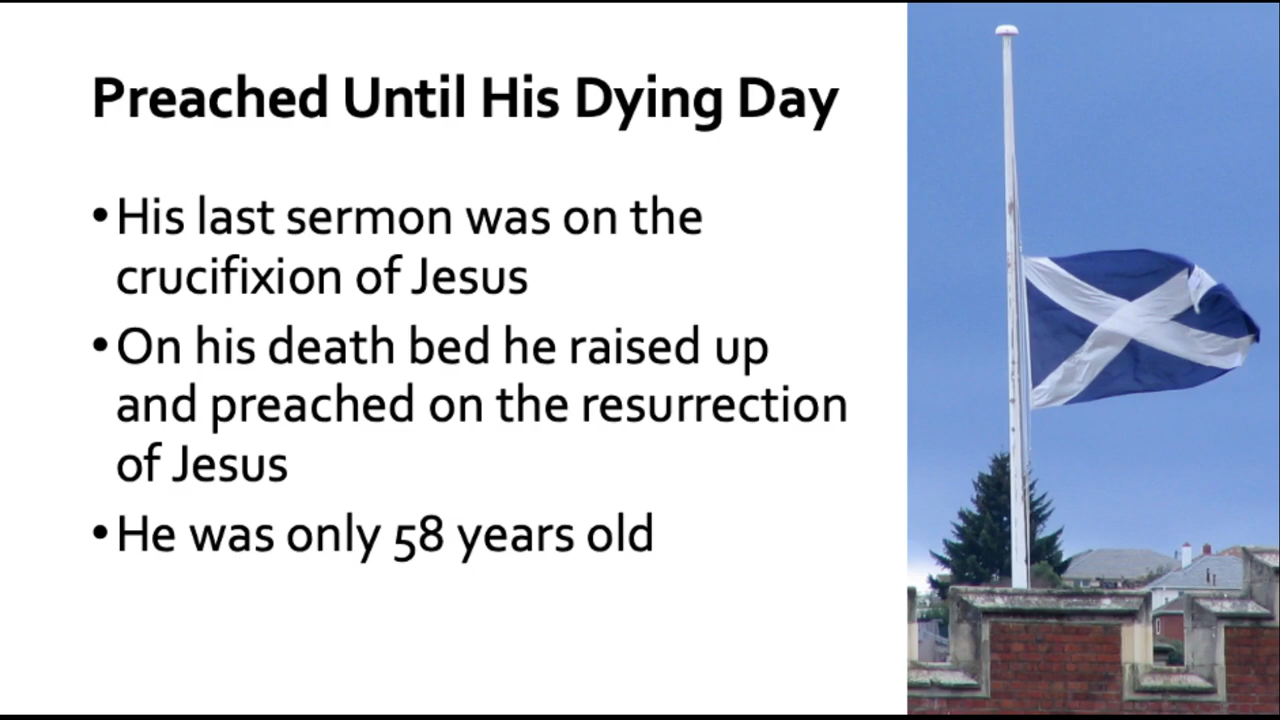 Preached Until His Dying Day
•His last sermon was on the
crucifixion of Jesus
•On his death bed he raised up
and preached on the resurrection
of Jesus
•He was only 58 years old